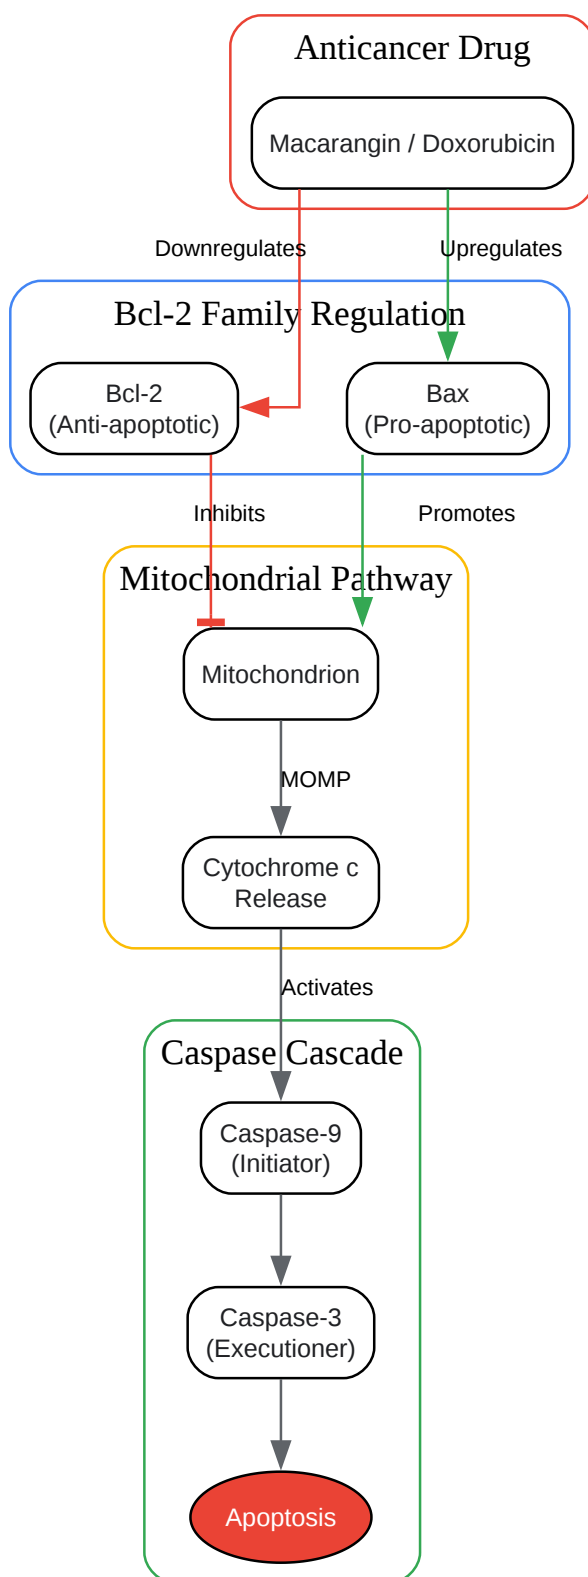 Anticancer Drug
Macarangin / Doxorubicin
Downregulates
Upregulates
Bcl-2 Family Regulation
Bcl-2
(Anti-apoptotic)
Bax
(Pro-apoptotic)
Inhibits
Promotes
Mitochondrial Pathway
Mitochondrion
MOMP
Cytochrome c
Release
Activates
Caspase Cascade
Caspase-9
(Initiator)
Caspase-3
(Executioner)
Apoptosis